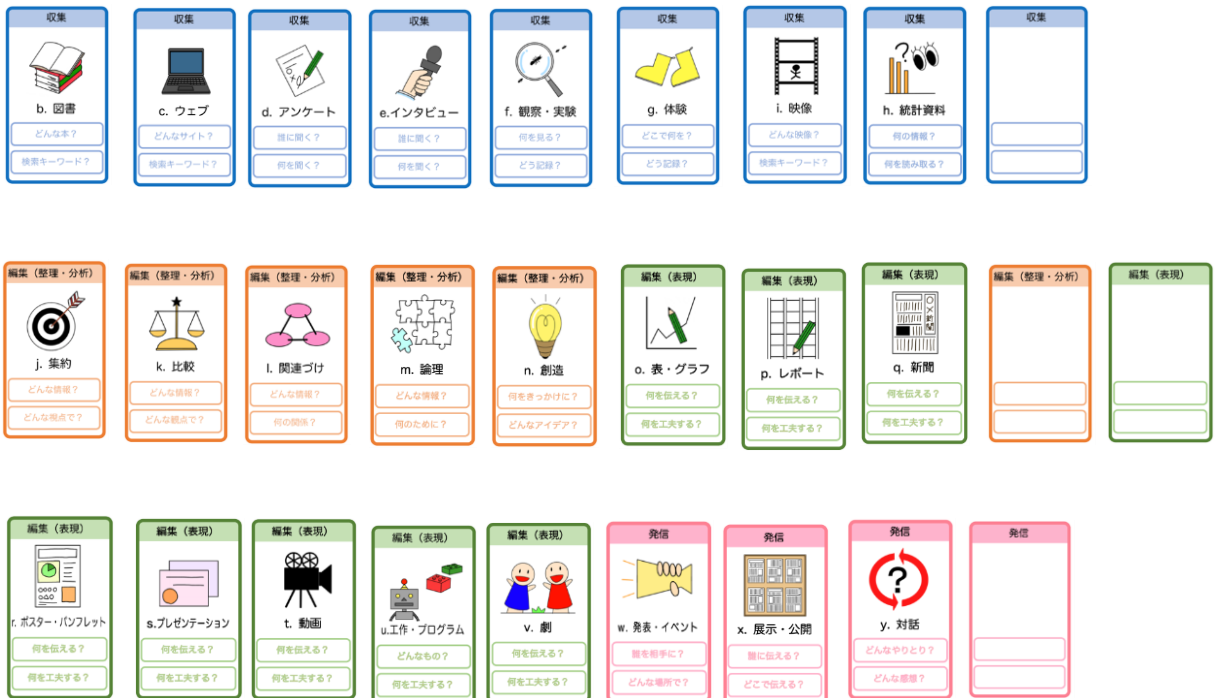 収集
b. 図書
どんな本？
検索キーワード？
収集
c. ウェブ
どんなサイト？
検索キーワード？
収集
d. アンケート
誰に聞く？
何を聞く？
収集
e.インタビュー
誰に聞く？
何を聞く？
収集
f. 観察・実験
何を見る？
どう記録？
収集
g. 体験
どこで何を？
どう記録？
収集
i. 映像
どんな映像？
検索キーワード？
収集
h. 統計資料
何の情報？
何を読み取る？
収集
編集（整理・分析）
j. 集約
どんな情報？
どんな視点で？
編集（整理・分析）
k. 比較
どんな情報？
どんな観点で？
編集（整理・分析）
l. 関連づけ
どんな情報？
何の関係？
編集（整理・分析）
m. 論理
どんな情報？
何のために？
編集（整理・分析）
n. 創造
何をきっかけに？
どんなアイデア？
編集（表現）
o. 表・グラフ
何を伝える？
何を工夫する？
編集（表現）
p. レポート
何を伝える？
何を工夫する？
編集（表現）
〇×新聞
q. 新聞
何を伝える？
何を工夫する？
編集（整理・分析）
編集（表現）
編集（表現）
r. ポスター・パンフレット
何を伝える？
何を工夫する？
編集（表現）
s.プレゼンテーション
何を伝える？
何を工夫する？
編集（表現）
t. 動画
何を伝える？
何を工夫する？
編集（表現）
u.工作・プログラム
どんなもの？
何を工夫する？
編集（表現）
v. 劇
何を伝える？
何を工夫する？
発信
w. 発表・イベント
誰を相手に？
どんな場所で？
発信
x. 展示・公開
誰に伝える？
どこで伝える？
発信
?
y. 対話
どんなやりとり？
どんな感想？
発信